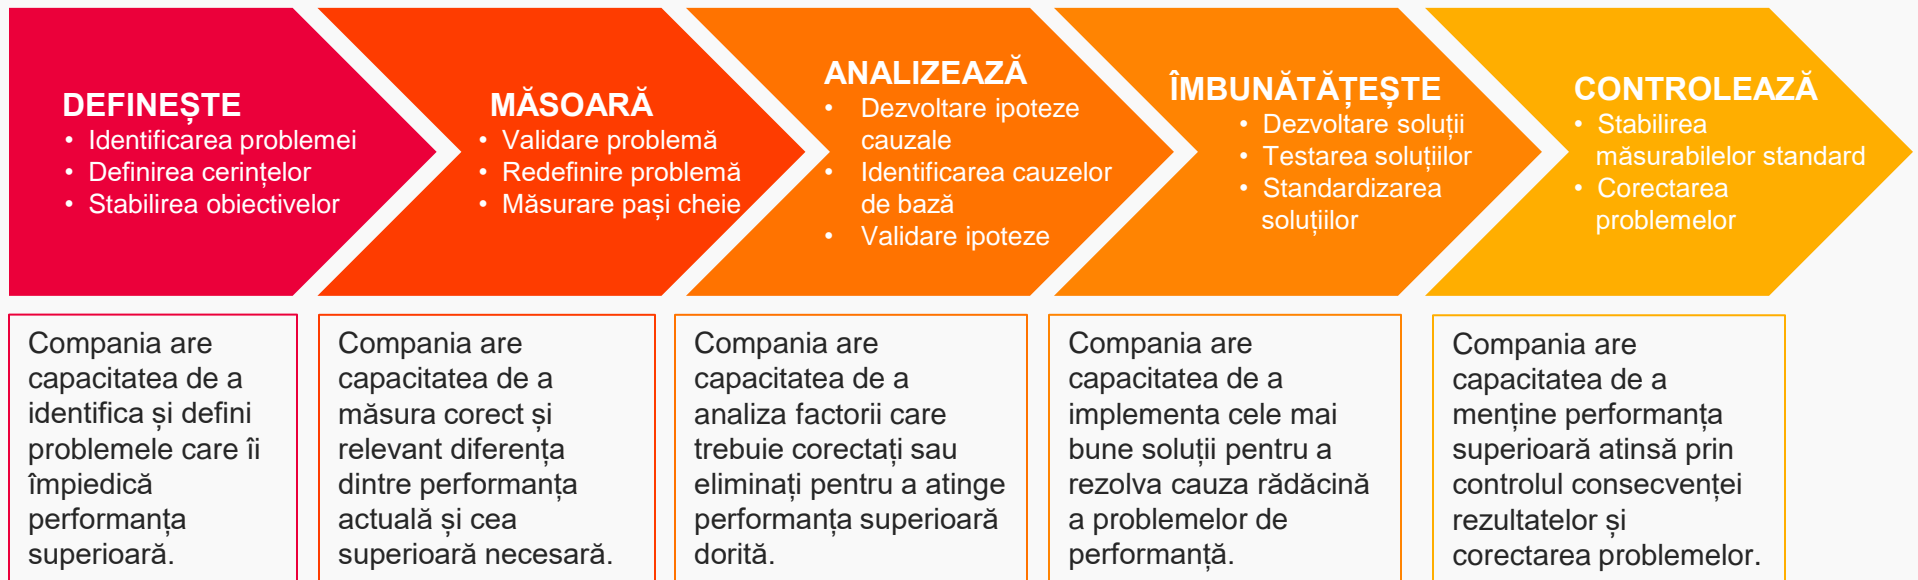 DEFINEȘTE
• Identificarea problemei
• Definirea cerințelor
• Stabilirea obiectivelor
MĂSOARĂ
• Validare problemă
• Redefinire problemă
• Măsurare pași cheie
ANALIZEAZĂ
• Dezvoltare ipoteze
cauzale
• Identificarea cauzelor
de bază
• Validare ipoteze
ÎMBUNĂTĂȚEȘTE
• Dezvoltare soluții
• Testarea soluțiilor
• Standardizarea
soluțiilor
CONTROLEAZĂ
• Stabilirea
măsurabilelor standard
• Corectarea
problemelor
Compania are
capacitatea de a
identifica și defini
problemele care îi
împiedică
performanța
superioară.
Compania are
capacitatea de a
măsura corect și
relevant diferența
dintre performanța
actuală și cea
superioară necesară.
Compania are
capacitatea de a
analiza factorii care
trebuie corectați sau
eliminați pentru a atinge
performanța superioară
dorită.
Compania are
capacitatea de a
implementa cele mai
bune soluții pentru a
rezolva cauza rădăcină
a problemelor de
performanță.
Compania are
capacitatea de a
menține performanța
superioară atinsă prin
controlul consecvenței
rezultatelor și
corectarea problemelor.